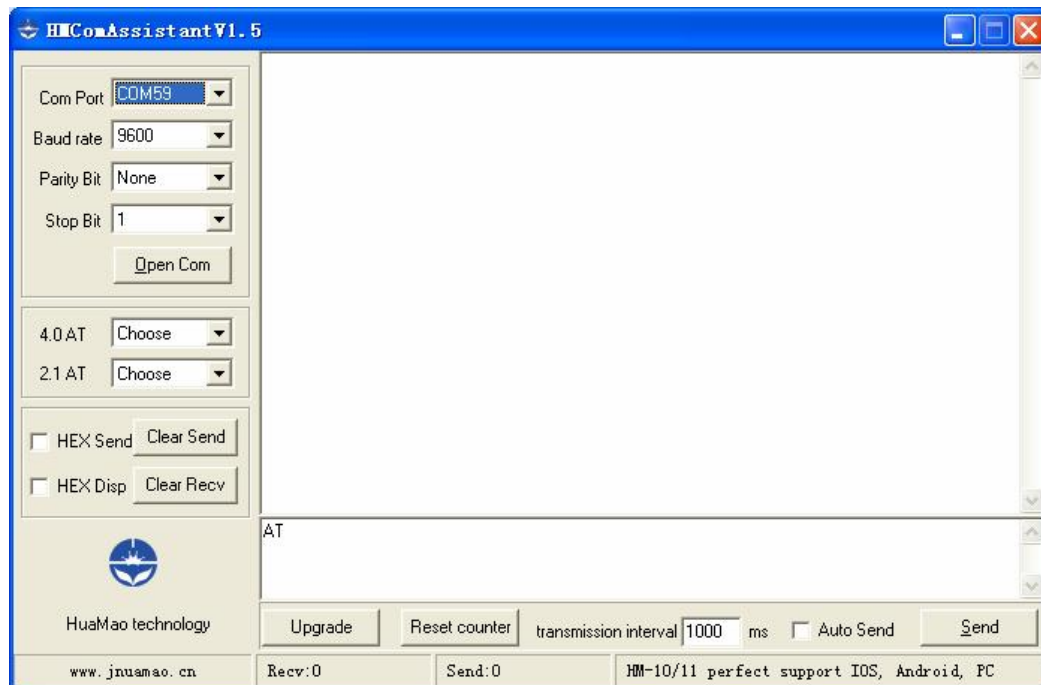 HMComAssistantV1.5
Com Port COM59
Baud rate 9600
Parity Bit None
Stop Bit 1
Open Com
4.0 AT Choose
2.1 AT Choose
HEX Send Clear Send
HEX Disp Clear Recv
AT
HuaMao technology
Upgrade Reset counter transmission interval 1000 ms Auto Send Send
www.jnuamao.cn Recv:0 Send:0 HM-10/11 perfect support IOS, Android, PC